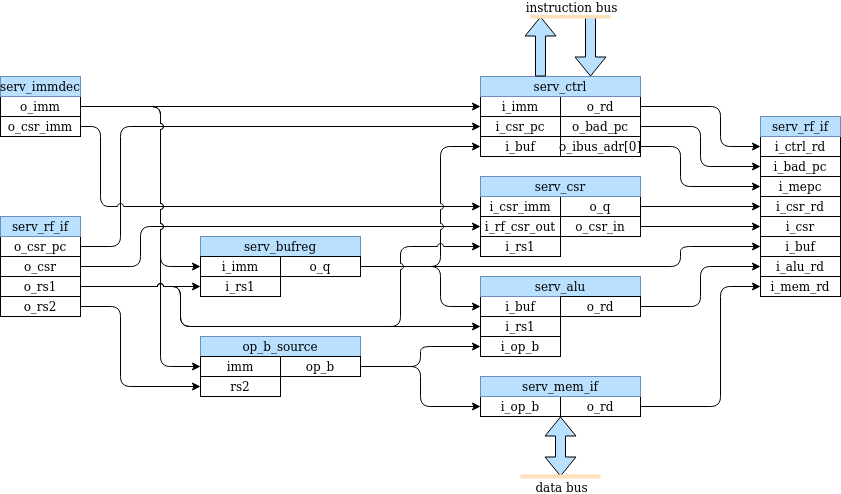 instruction bus
serv_immdec
o_imm
o_csr_imm
serv_rf_if
o_csr_pc
o_csr
o_rs1
o_rs2
serv_bufreg
i_imm o_q
i_rs1
op_b_source
imm op_b
rs2
serv_ctrl
i_imm o_rd
i_csr_pc o_bad_pc
i_buf o_ibus_adr[0]
serv_csr
i_csr_imm o_q
i_rf_csr_out o_csr_in
i_rs1
serv_alu
i_buf o_rd
i_rs1
i_op_b
serv_mem_if
i_op_b o_rd
serv_rf_if
i_ctrl_rd
i_bad_pc
i_mepc
i_csr_rd
i_csr
i_buf
i_alu_rd
i_mem_rd
data bus